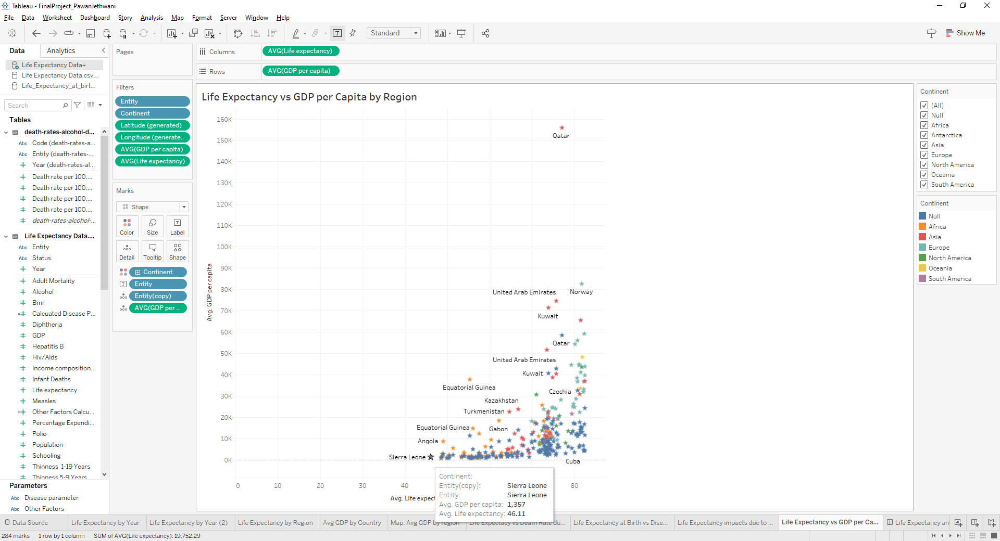 Tableau - FinalProject_PawanJethwani
File Data Worksheet Dashboard Story Analysis Map Format Server Window Help
Standard
Show Me
Data Analytics
Life Expectancy Data+
Life Expectancy Data.csv...
Life_Expectancy_at_birt...
Search
Tables
death-rates-alcohol-d...
Abc Code (death-rates-a...
Abc Entity (death-rates-...
# Year (death-rates-al...
# Death rate per 100,...
# Death rate per 100,...
# Death rate per 100,...
# Death rate per 100,...
# death-rates-alcohol-...
Life Expectancy Data....
Abc Entity
Abc Status
# Year
# Adult Mortality
# Alcohol
# Bmi
=# Calcuated Disease P...
# Diphtheria
# GDP
# Hepatitis B
# Hiv/Aids
# Income composition...
# Infant Deaths
# Life expectancy
# Measles
=# Other Factors Calcu...
# Percentage Expendi...
# Polio
# Population
# Schooling
# Thinness 1-19 Years
# Thinness 5-9 Years
Parameters
Abc Disease parameter
Abc Other Factors
Pages
Filters
Entity
Continent
Latitude (generated)
Longitude (generate..
AVG(GDP per capita)
AVG(Life expectancy)
Marks
Shape
Color Size Label
Detail Tooltip Shape
Continent
Entity
Entity(copy)
AVG(GDP per ..
Columns AVG(Life expectancy)
Rows AVG(GDP per capita)
Life Expectancy vs GDP per Capita by Region
Avg. GDP per capita
160K
150K
140K
130K
120K
110K
100K
90K
80K
70K
60K
50K
40K
30K
20K
10K
0K
Qatar
United Arab Emirates
Norway
Kuwait
Qatar
United Arab Emirates
Kuwait
Equatorial Guinea
Czechia
Kazakhstan
Turkmenistan
Equatorial Guinea
Gabon
Angola
Sierra Leone
Cuba
0 10 20 30 40 80
Avg. Life expect
Continent:
Entity(copy): Sierra Leone
Entity: Sierra Leone
Avg. GDP per capita: 1,357
Avg. Life expectancy: 46.11
Continent
(All)
Null
Africa
Antarctica
Asia
Europe
North America
Oceania
South America
Continent
Null
Africa
Asia
Europe
North America
Oceania
South America
Data Source Life Expectancy by Year Life Expectancy by Year (2) Life Expectancy by Region Avg GDP by Country Map: Avg GDP by region Life Expectacy vs Death Rate du... Life Expectancy at Birth vs Dise... Life Expectancy impacts due to ... Life Expectancy vs GDP per Ca... Life Expectancy an
284 marks 1 row by 1 column SUM of AVG(Life expectancy): 19,752.29